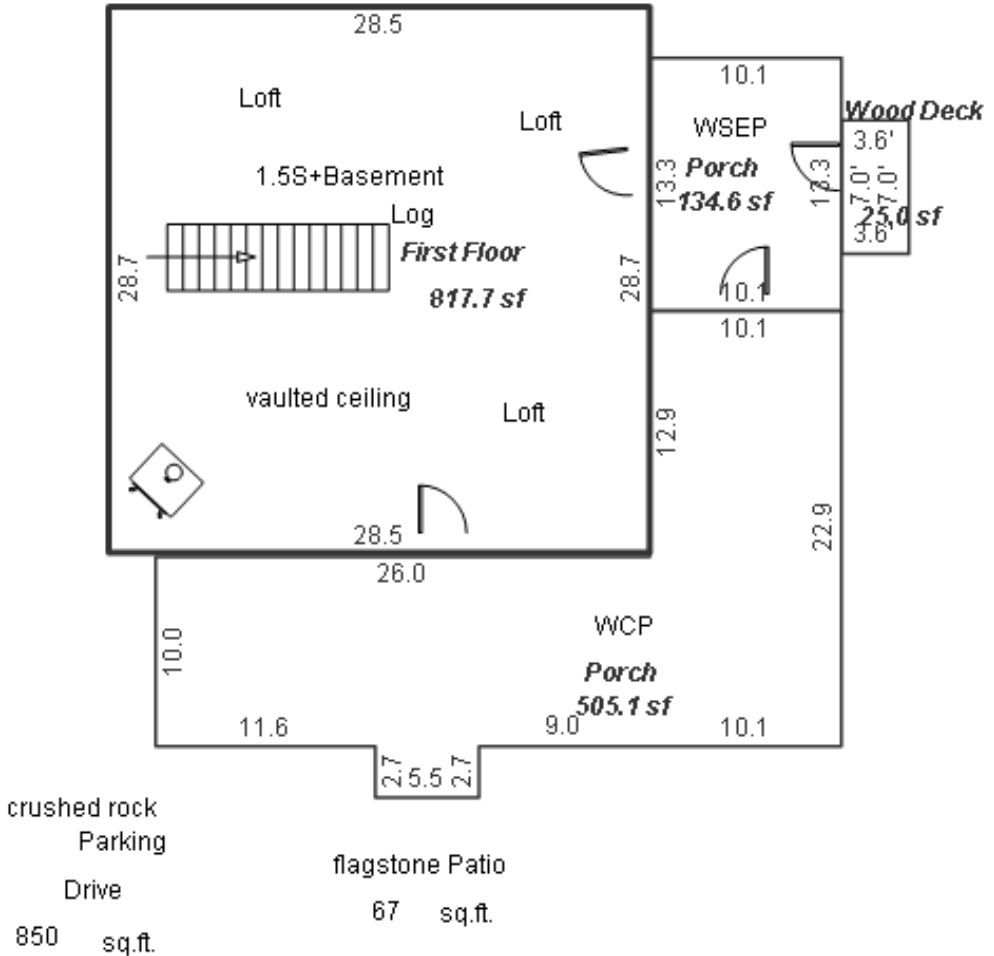 28.5
10.1
Loft
Loft
Wood Deck
WSEP
3.6'
1.5S+Basement
Porch
13.3
13.3
7.0'
7.0'
134.6 sf
Log
25.0 sf
3.6'
First Floor
28.7
28.7
817.7 sf
10.1
10.1
vaulted ceiling
Loft
12.9
22.9
28.5
26.0
WCP
10.0
Porch
505.1 sf
11.6
9.0
10.1
2.7
5.5
2.7
crushed rock
Parking
flagstone Patio
Drive
67 sq.ft.
850 sq.ft.